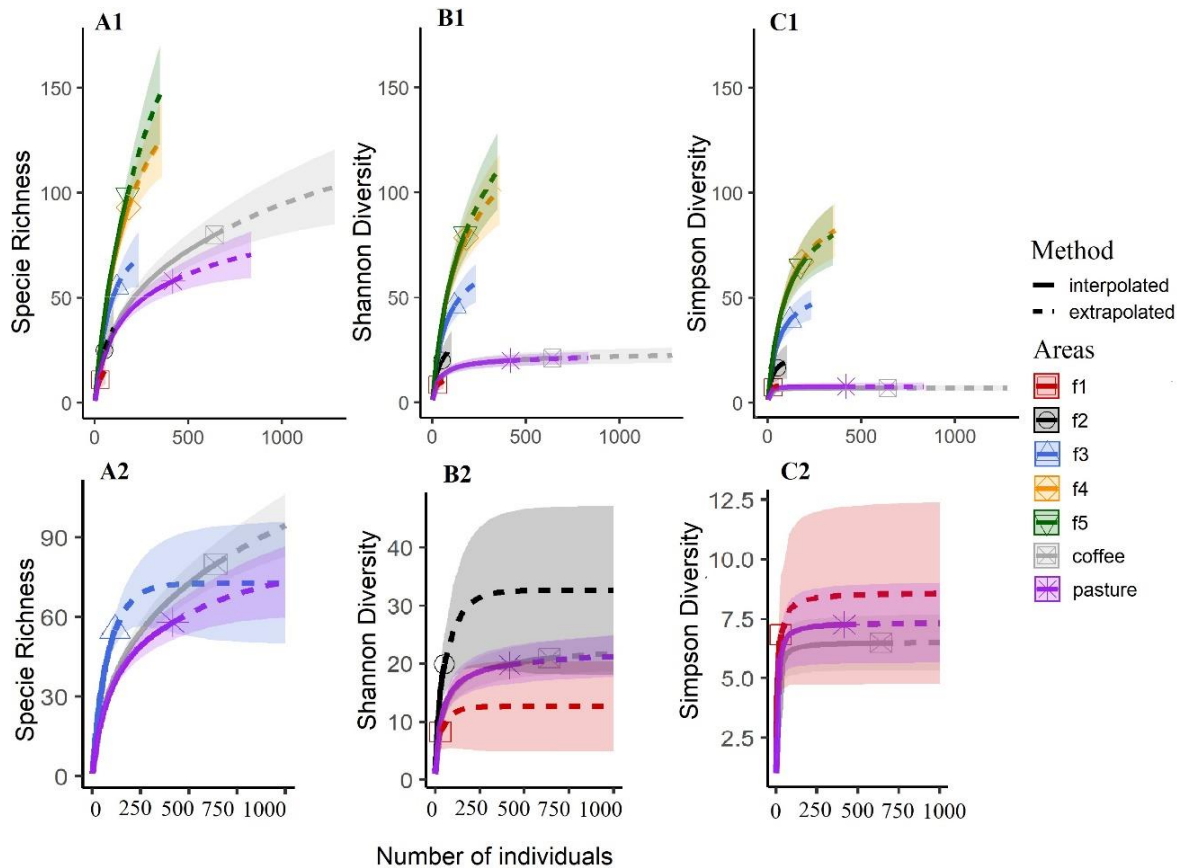 A1
B1
C1
Specie Richness
150
100
50
0
0
500
1000
Shannon Diversity
150
100
50
0
0
500
1000
Simpson Diversity
150
100
50
0
0
500
1000
Method
interpolated
extrapolated
Areas
f1
f2
f3
f4
f5
coffee
pasture
A2
B2
C2
Specie Richness
90
60
30
0
0
250
500
750
1000
Shannon Diversity
40
30
20
10
0
0
250
500
750
1000
Simpson Diversity
12.5
10.0
7.5
5.0
2.5
0
250
500
750
1000
Number of individuals